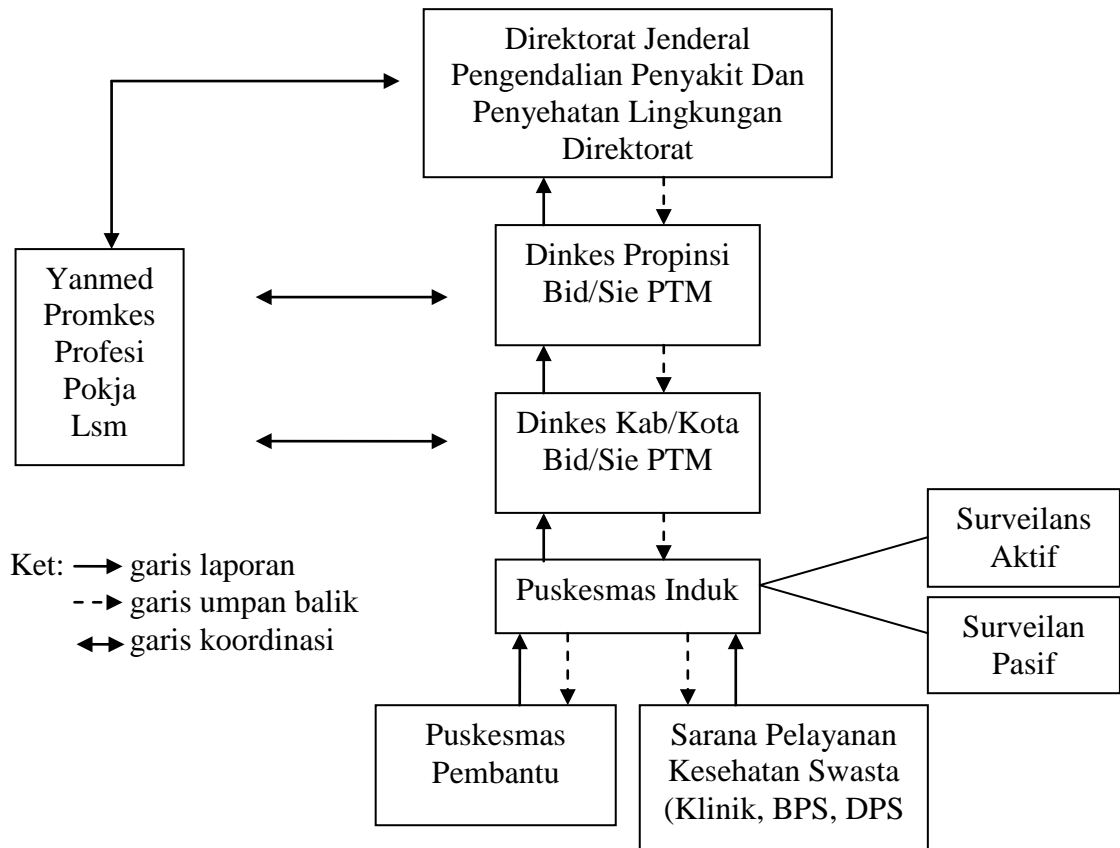 Direktorat Jenderal
Pengendalian Penyakit Dan
Penyehatan Lingkungan
Direktorat
Yanmed
Promkes
Profesi
Pokja
Lsm
Dinkes Propinsi
Bid/Sie PTM
Dinkes Kab/Kota
Bid/Sie PTM
Surveilans
Aktif
Ket:
garis laporan
garis umpan balik
garis koordinasi
Puskesmas Induk
Surveilan
Pasif
Puskesmas
Pembantu
Sarana Pelayanan
Kesehatan Swasta
(Klinik, BPS, DPS